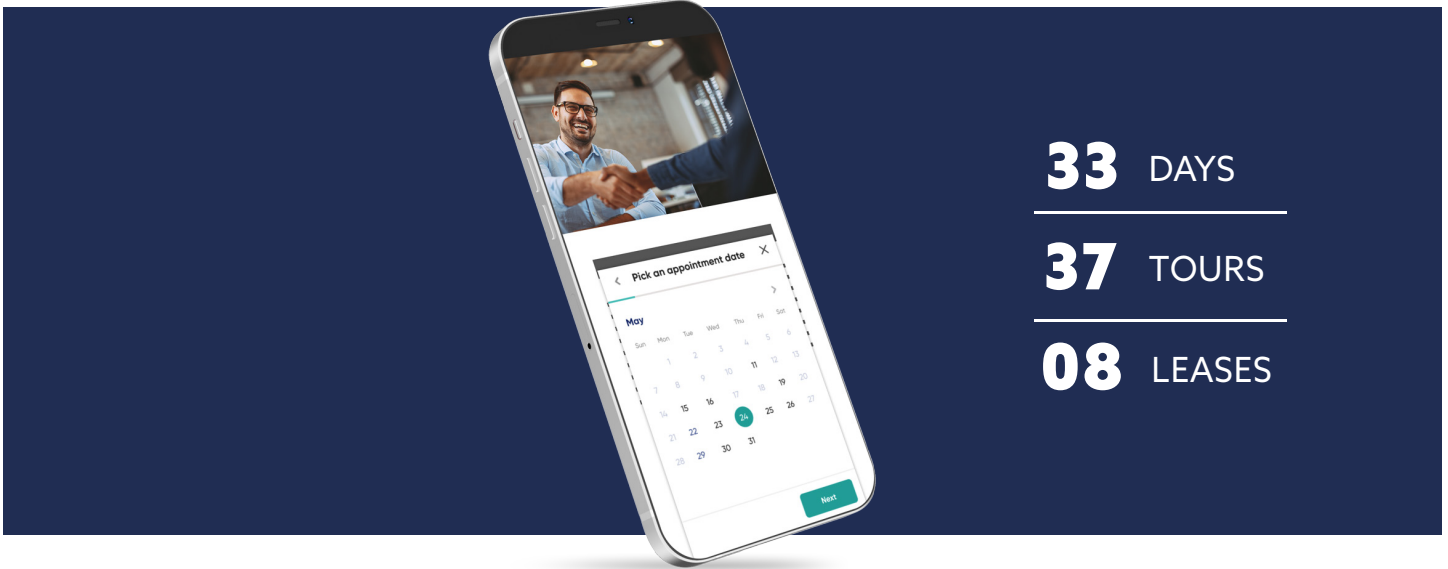 Pick an appointment date
May
Sun Mon Tue Wed Thu Fri Sat
1 2 3 4 5 6
7 8 9 10 11 12 13
14 15 16 17 18 19 20
21 22 23 24 25 26 27
28 29 30 31
Next
33 DAYS
37 TOURS
08 LEASES